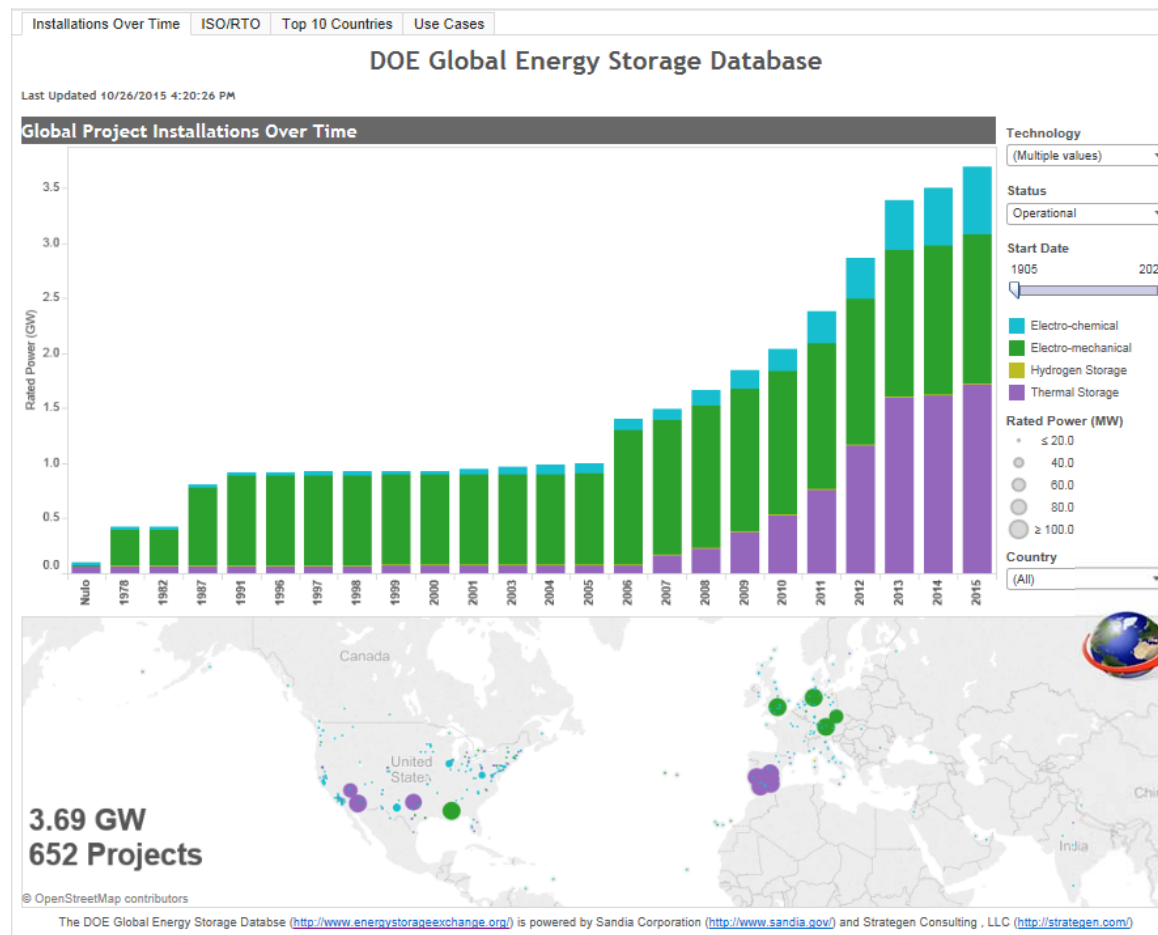 Installations Over Time ISO/RTO Top 10 Countries Use Cases
DOE Global Energy Storage Database
Last Updated 10/26/2015 4:20:26 PM
Global Project Installations Over Time
Rated Power (GW)
3.5
3.0
2.5
2.0
1.5
1.0
0.5
0.0
Nulo 1978 1982 1987 1991 1996 1997 1998 1999 2000 2001 2003 2004 2005 2006 2007 2008 2009 2010 2011 2012 2013 2014 2015
Technology
(Multiple values)
Status
Operational
Start Date
1905 202
Electro-chemical
Electro-mechanical
Hydrogen Storage
Thermal Storage
Rated Power (MW)
≤ 20.0
40.0
60.0
80.0
≥ 100.0
Country
(All)
Canada
United
States
India
3.69 GW
652 Projects
© OpenStreetMap contributors
The DOE Global Energy Storage Databse (http://www.energystorageexchange.org/) is powered by Sandia Corporation (http://www.sandia.gov/) and Strategen Consulting , LLC (http://strategen.com/)